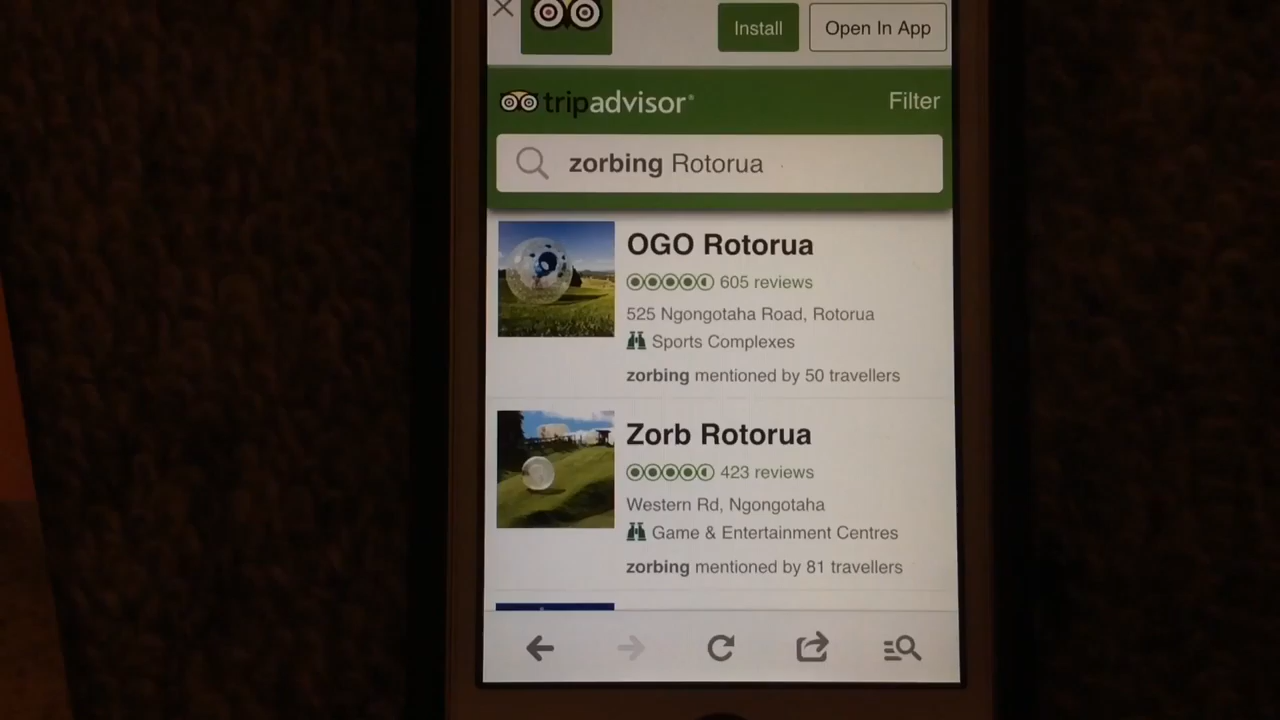 Install
Open In App
tripadvisor®
Filter
zorbing Rotorua
OGO Rotorua
605 reviews
525 Ngongotaha Road, Rotorua
Sports Complexes
zorbing mentioned by 50 travellers
Zorb Rotorua
423 reviews
Western Rd, Ngongotaha
Game & Entertainment Centres
zorbing mentioned by 81 travellers